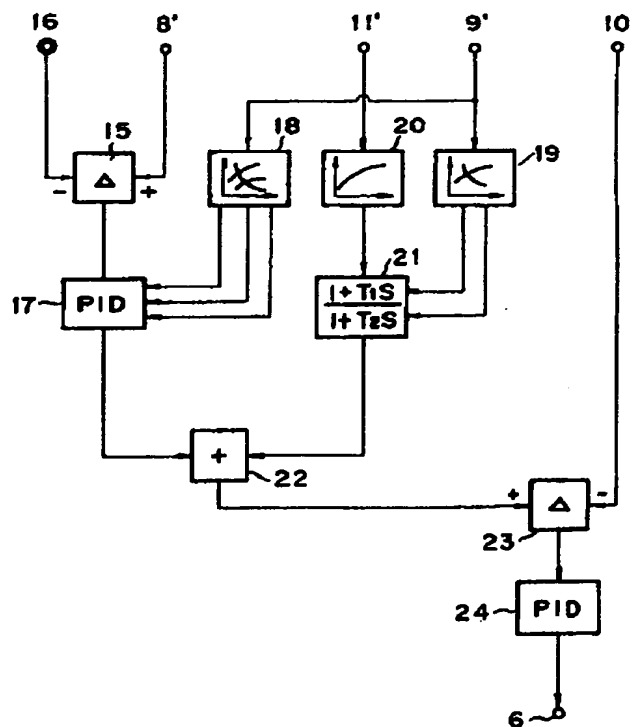 16 8' 11' 9' 10
15 18 20 19
Δ
- +
21
17 PID
1+T1S
1+T2S
+
22
+ Δ -
23
24 PID
6